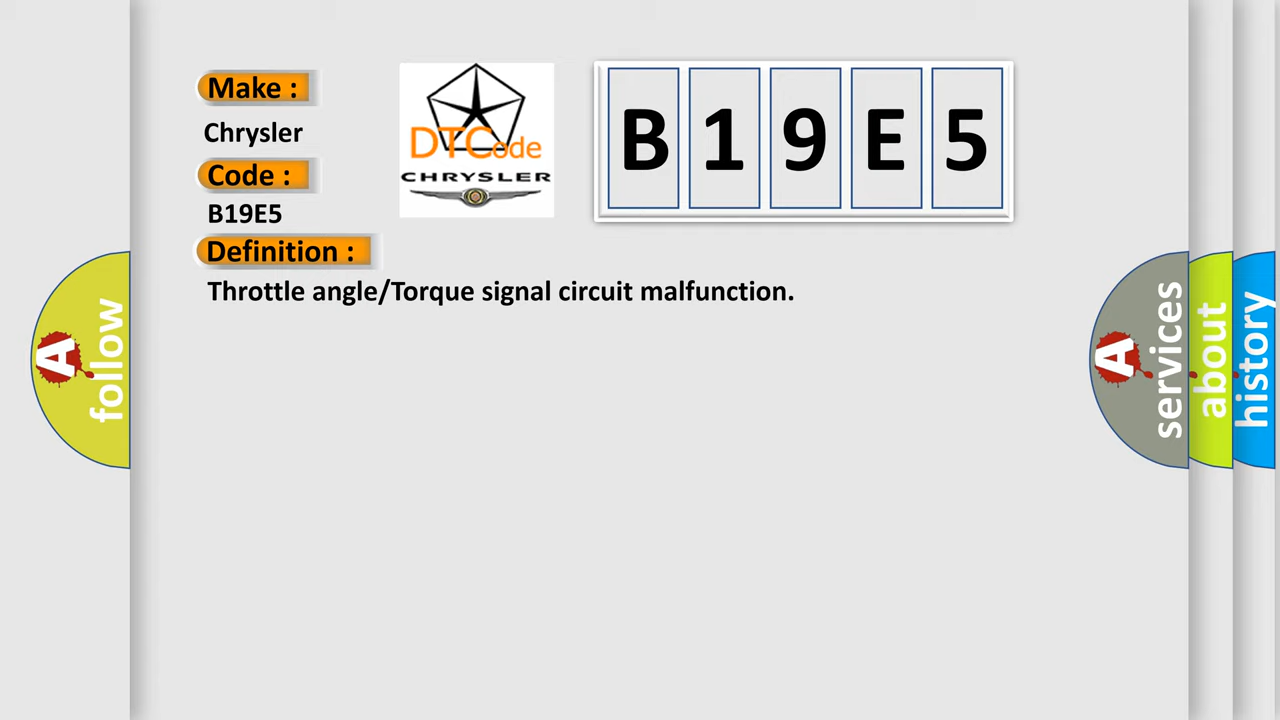 Make :
Chrysler
Code :
B19E5
Definition :
Throttle angle/Torque signal circuit malfunction.
DTCode
CHRYSLER
B 1 9 E 5
A
follow
A
services
about
history